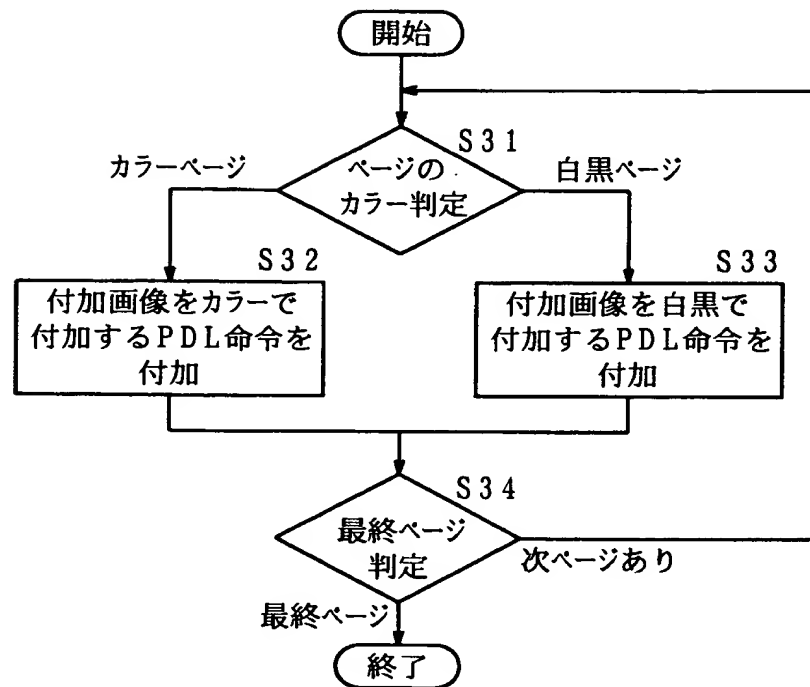 開始
S31
カラーページ
ページの
カラー判定
白黒ページ
S32
付加画像をカラーで
付加するPDL命令を
付加
S33
付加画像を白黒で
付加するPDL命令を
付加
S34
最終ページ
判定
次ページあり
最終ページ
終了